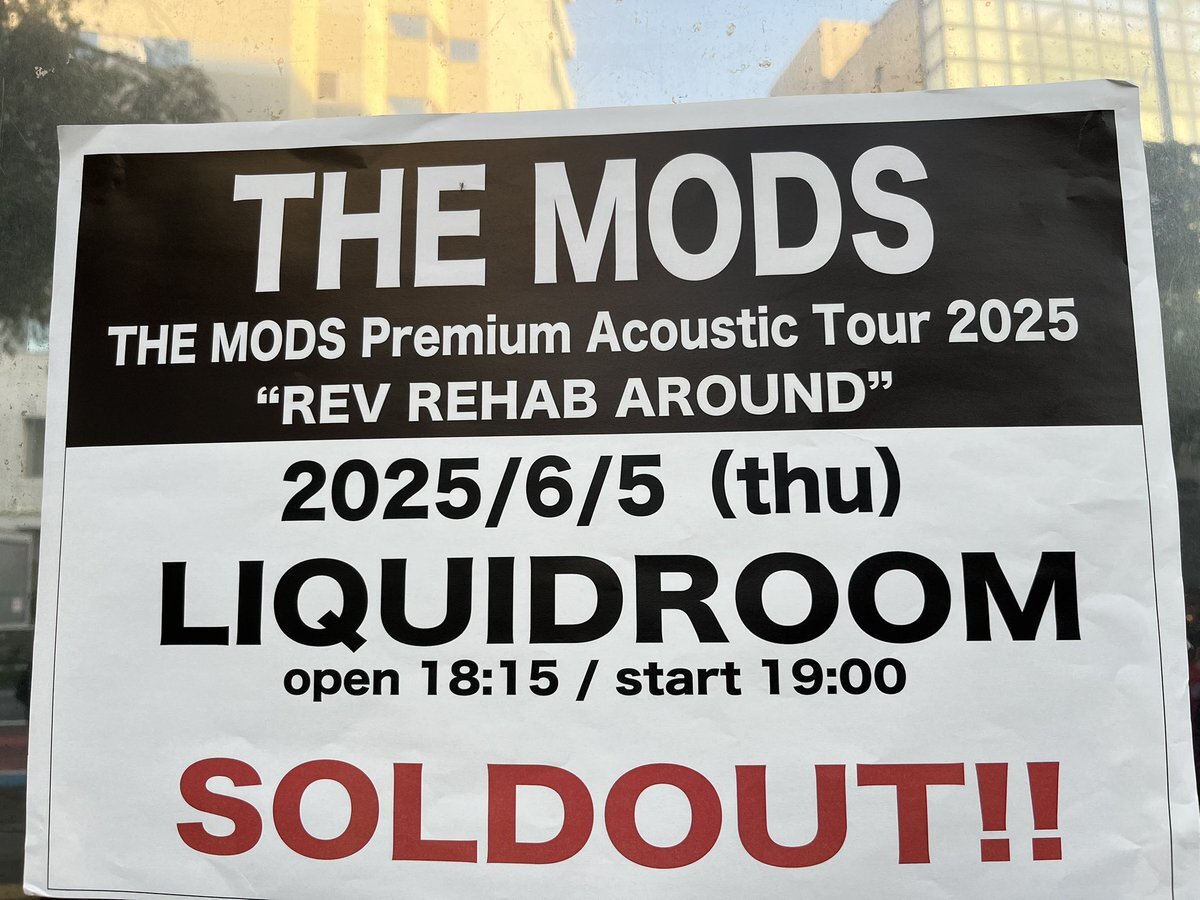 THE MODS
THE MODS Premium Acoustic Tour 2025
“REV REHAB AROUND”
2025/6/5（thu）
LIQUIDROOM
open 18:15 / start 19:00
SOLDOUT!!